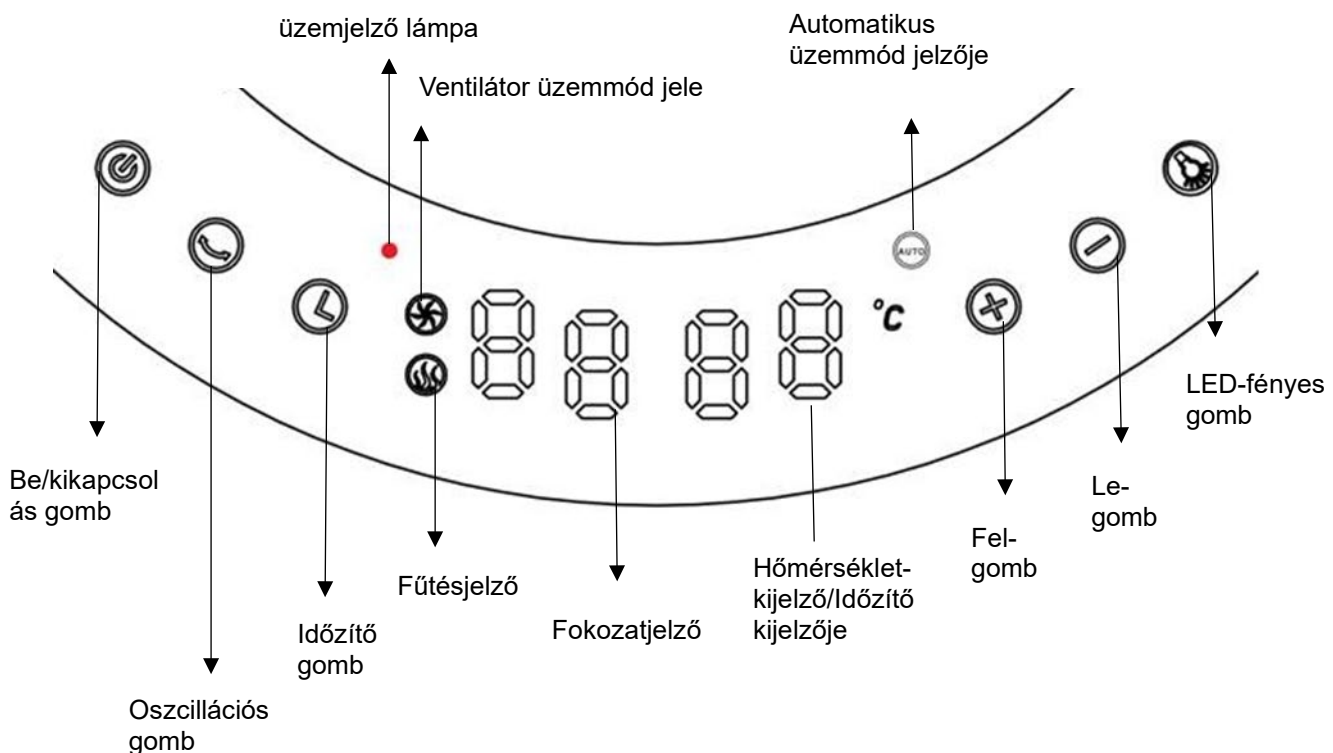 üzemjelző lámpa
Automatikus
üzemmód jelzője
Ventilátor üzemmód jele
AUTO
°C
LED-fényes
gomb
Be/kikapcsol
ás gomb
Le-
gomb
Fel-
gomb
Fűtésjelző
Hőmérséklet-
kijelző/Időzítő
kijelzője
Fokozatjelző
Időzítő
gomb
Oszcillációs
gomb